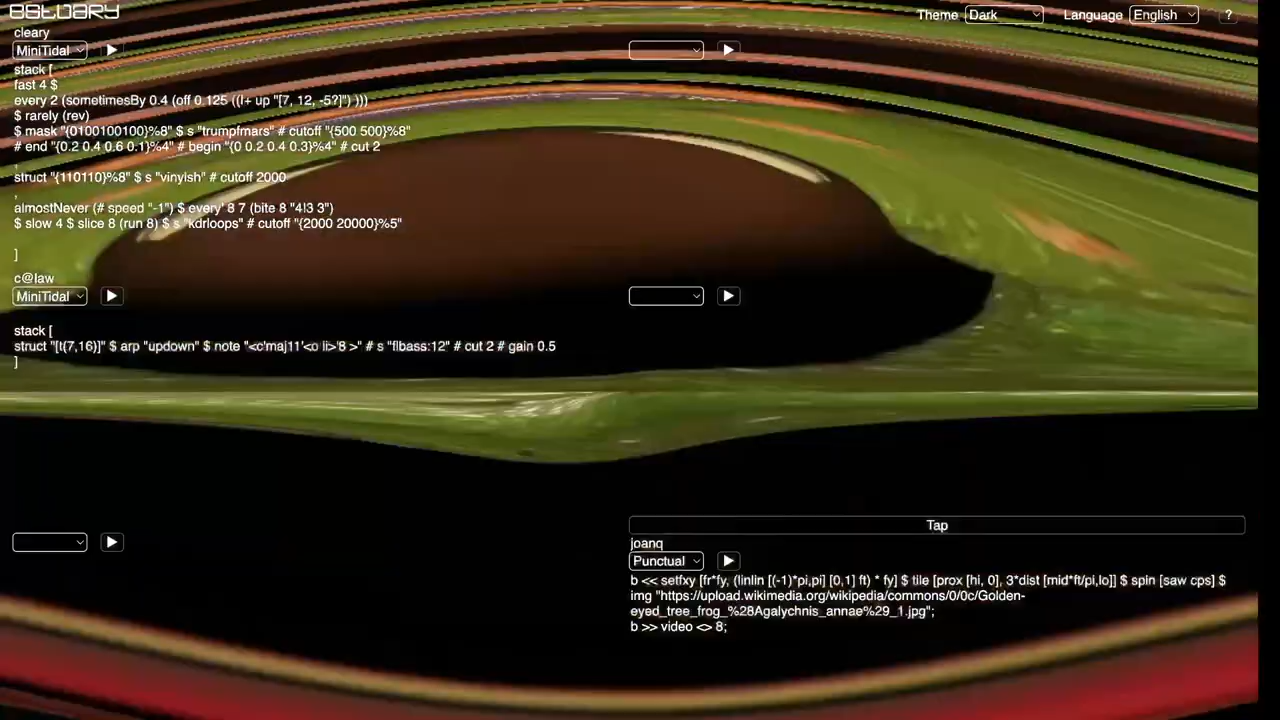 estuary
Theme Dark Language English ?
cleary
MiniTidal
stack [
fast 4 $
every 2 (sometimesBy 0.4 (off 0.125 ((|+ up "[7, 12, -5?]") )))
$ rarely (rev)
$ mask "{0100100100}%8" $ s "trumpfmars" # cutoff "{500 500}%8"
# end "{0.2 0.4 0.6 0.1}%4" # begin "{0 0.2 0.4 0.3}%4" # cut 2
,
struct "{110110}%8" $ s "vinylsh" # cutoff 2000
,
almostNever (# speed "-1") $ every' 8 7 (bite 8 "4!3 3")
$ slow 4 $ slice 8 (run 8) $ s "kdrloops" # cutoff "{2000 20000}%5"
]
c@law
MiniTidal
stack [
struct "[t(7,16)]" $ arp "updown" $ note "<c'maj11'<o ii>'8 >" # s "flbass:12" # cut 2 # gain 0.5
]
Tap
joanq
Punctual
b << setfxy [fr*fy, (linlin [(-1)*pi,pi] [0,1] ft) * fy] $ tile [prox [hi, 0], 3*dist [mid*ft/pi,lo]] $ spin [saw cps] $
img "https://upload.wikimedia.org/wikipedia/commons/0/0c/Golden-
eyed_tree_frog_%28Agalychnis_annae%29_1.jpg";
b >> video <> 8;